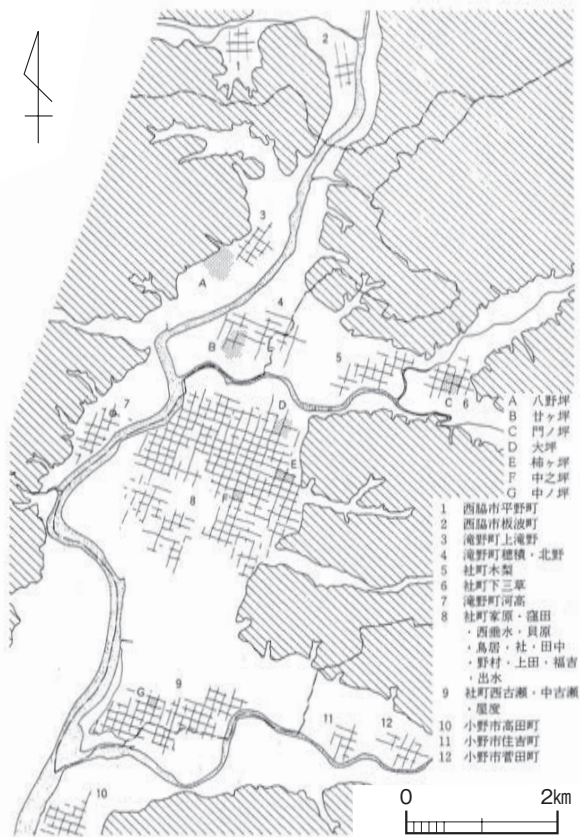 2
1
3
A
4
B
5
C 6
7
D
E
8
F
G 9
11
12
10
A 八野坪
B 廿ヶ坪
C 門ノ坪
D 大坪
E 柿ヶ坪
F 中之坪
G 中ノ坪
1 西脇市平野町
2 西脇市板波町
3 滝野町上滝野
4 滝野町穂積・北野
5 社町木梨
6 社町下三草
7 滝野町河高
8 社町家原・窪田
・西垂水・貝原
・鳥居・社・田中
・野村・上田・福吉
・出水
9 社町西古瀬・中古瀬
・屋度
10 小野市高田町
11 小野市住吉町
12 小野市菅田町
0 2km